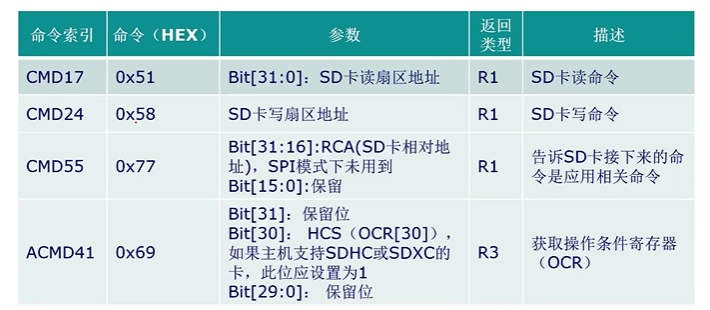 命令索引 命令（HEX） 参数 返回类型 描述
CMD17 0x51 Bit[31:0]：SD卡读扇区地址 R1 SD卡读命令
CMD24 0x58 SD卡写扇区地址 R1 SD卡写命令
CMD55 0x77 Bit[31:16]:RCA(SD卡相对地
址)，SPI模式下未用到
Bit[15:0]:保留 R1 告诉SD卡接下来的命
令是应用相关命令
ACMD41 0x69 Bit[31]：保留位
Bit[30]： HCS（OCR[30]），
如果主机支持SDHC或SDXC的
卡，此位应设置为1
Bit[29:0]： 保留位 R3 获取操作条件寄存器
（OCR）